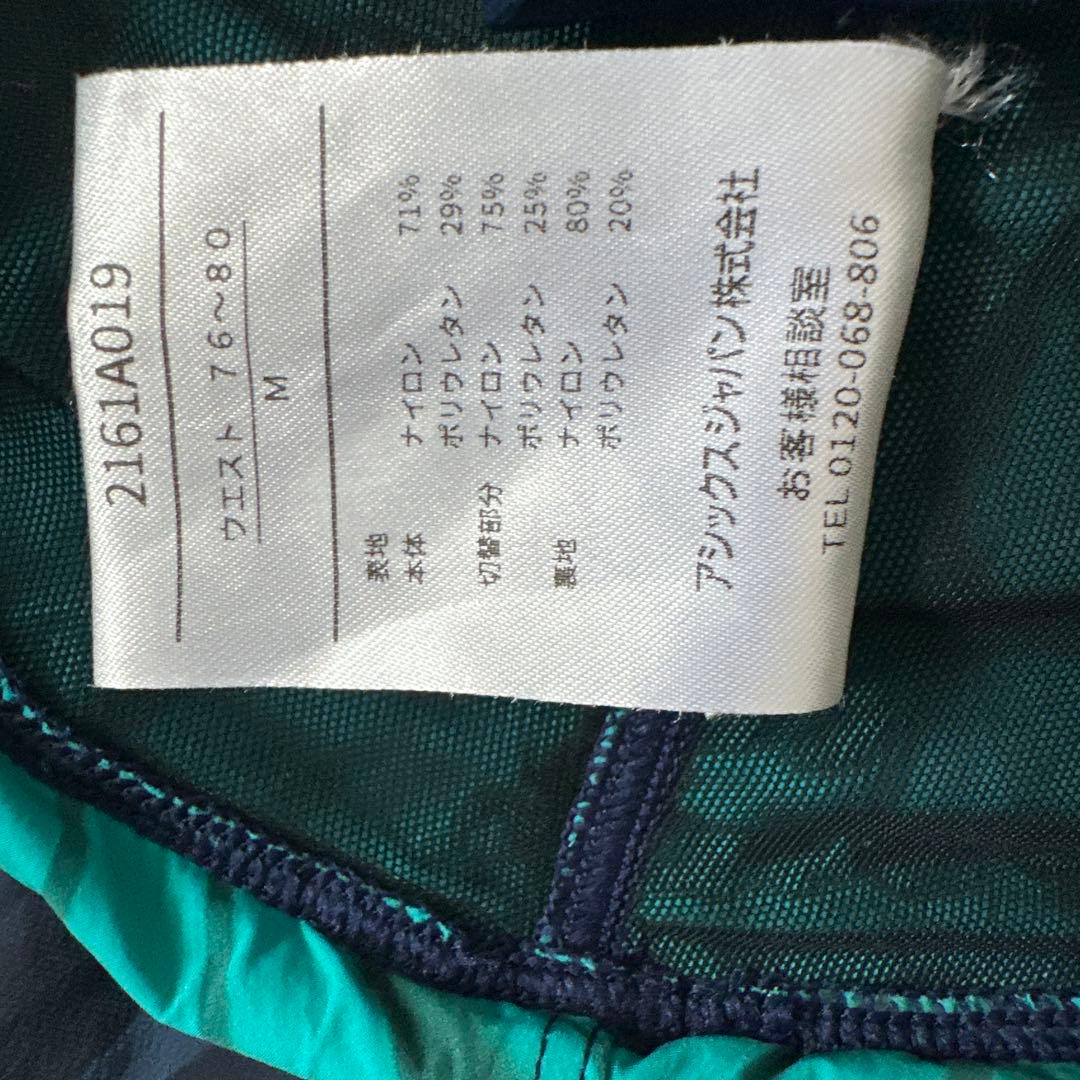 2161A019
ウエスト 76～80
M
表地
本体 ナイロン 71%
ポリウレタン 29%
切替部分 ナイロン 75%
ポリウレタン 25%
裏地 ナイロン 80%
ポリウレタン 20%
アシックスジャパン株式会社
お客様相談室
TEL 0120-068-806